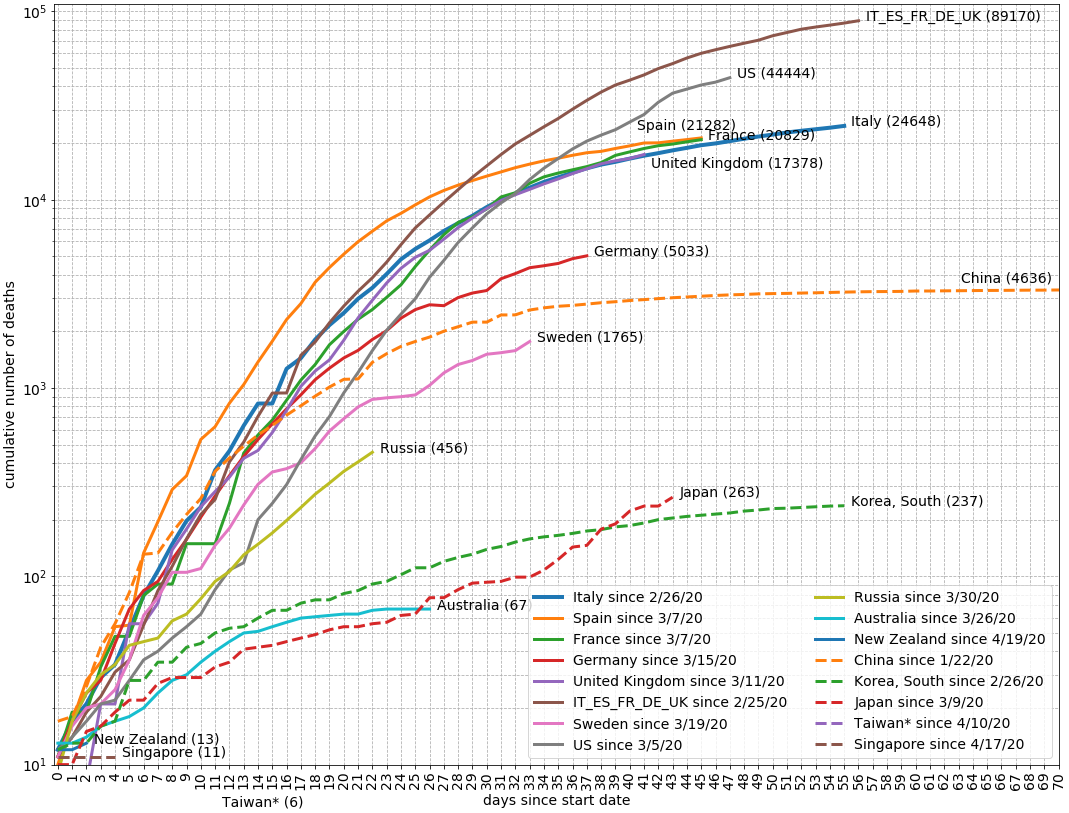 10⁵
10⁴
10³
10²
10¹
cumulative number of deaths
IT_ES_FR_DE_UK (89170)
US (44444)
Spain (21282)
France (20829)
Italy (24648)
United Kingdom (17378)
Germany (5033)
China (4636)
Sweden (1765)
Russia (456)
Japan (263)
Korea, South (237)
Australia (67
New Zealand (13)
Singapore (11)
Italy since 2/26/20
Spain since 3/7/20
France since 3/7/20
Germany since 3/15/20
United Kingdom since 3/11/20
IT_ES_FR_DE_UK since 2/25/20
Sweden since 3/19/20
US since 3/5/20
Russia since 3/30/20
Australia since 3/26/20
New Zealand since 4/19/20
China since 1/22/20
Korea, South since 2/26/20
Japan since 3/9/20
Taiwan* since 4/10/20
Singapore since 4/17/20
0 1 2 3 4 5 6 7 8 9 10 11 12 13 14 15 16 17 18 19 20 21 22 23 24 25 26 27 28 29 30 31 32 33 34 35 36 37 38 39 40 41 42 43 44 45 46 47 48 49 50 51 52 53 54 55 56 57 58 59 60 61 62 63 64 65 66 67 68 69 70
Taiwan* (6)
days since start date